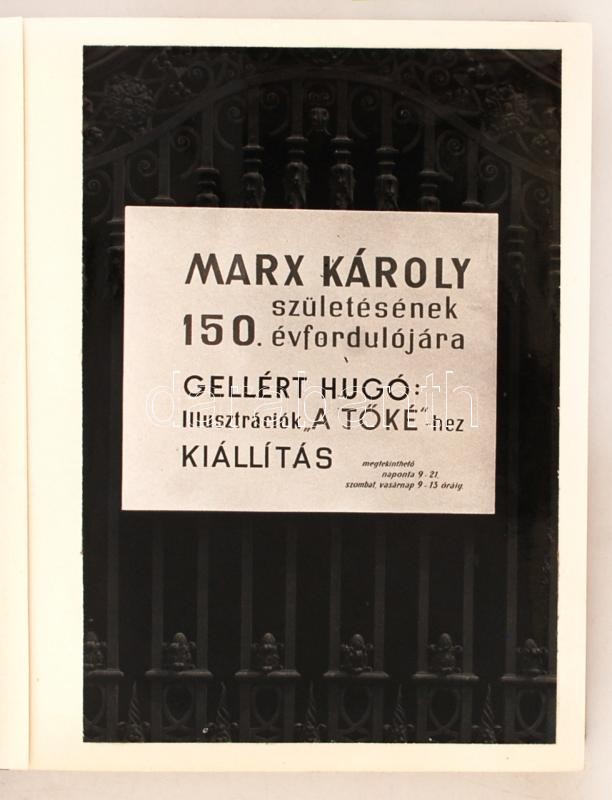 MARX KÁROLY
születésének
150. évfordulójára
GELLÉRT HUGÓ:
Illusztrációk „A TŐKÉ"-hez
KIÁLLÍTÁS
megtekinthető
naponta 9-21,
szombat, vasárnap 9-13 óráig.
darabanth